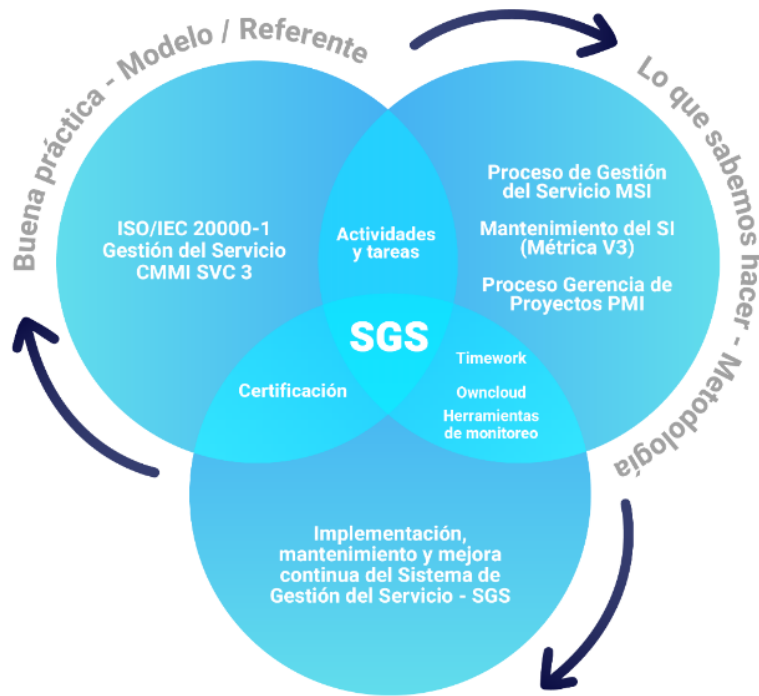 Buena práctica - Modelo / Referente
Lo que sabemos hacer - Metodología
ISO/IEC 20000-1
Gestión del Servicio
CMMI SVC 3
Actividades
y tareas
Proceso de Gestión
del Servicio MSI
Mantenimiento del SI
(Métrica V3)
Proceso Gerencia de
Proyectos PMI
SGS
Certificación
Timework
Owncloud
Herramientas
de monitoreo
Implementación,
mantenimiento y mejora
continua del Sistema de
Gestión del Servicio - SGS